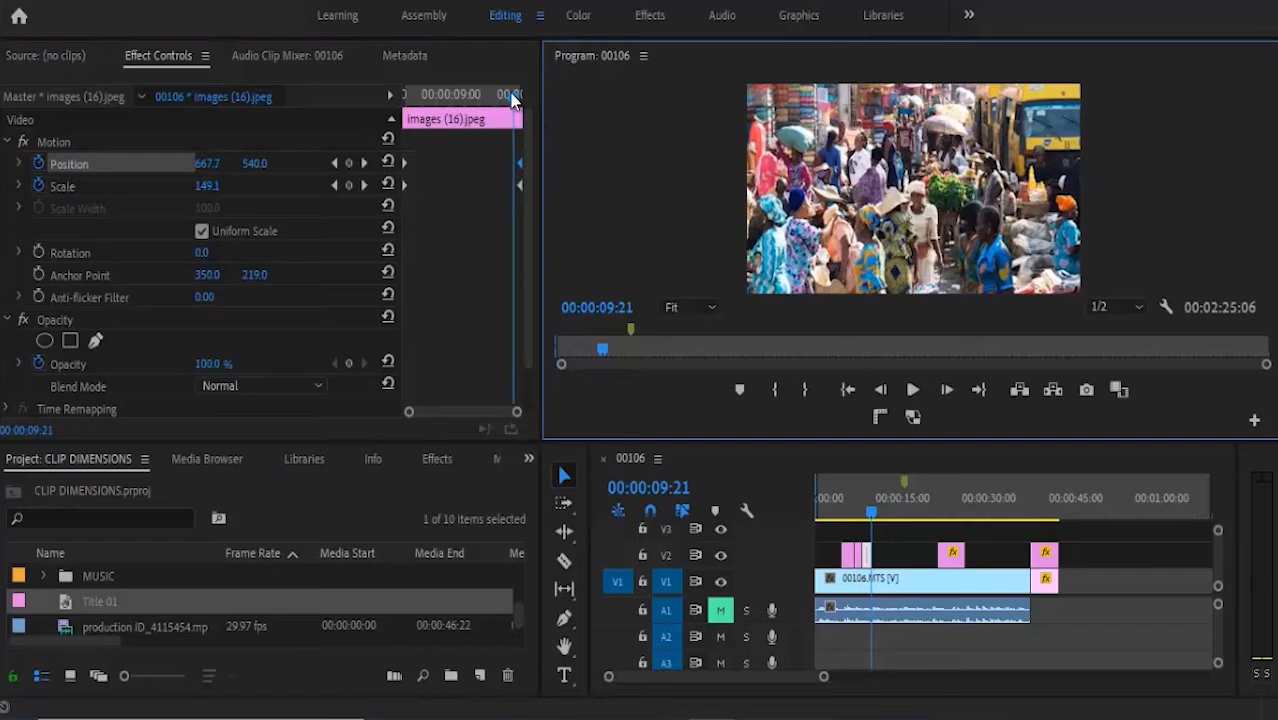 Learning Assembly Editing Color Effects Audio Graphics Libraries
Source: (no clips) Effect Controls Audio Clip Mixer: 00106 Metadata
Program: 00106
Master * images (16).jpeg 00106 * images (16).jpeg
00:00:09:00
Video
images (16).jpeg
fx Motion
Position 667.7 540.0
Scale 149.1
Scale Width 100.0
Uniform Scale
Rotation 0.0
Anchor Point 350.0 219.0
Anti-flicker Filter 0.00
fx Opacity
Opacity 100.0 %
Blend Mode Normal
fx Time Remapping
00:00:09:21
00:00:09:21 Fit 1/2 00:02:25:06
Project: CLIP DIMENSIONS Media Browser Libraries Info Effects M
CLIP DIMENSIONS.prproj
1 of 10 items selected
Name Frame Rate Media Start Media End Me
MUSIC
Title 01
production ID_4115454.mp 29.97 fps 00:00:00:00 00:00:46:22
00106
00:00:09:21
:00:00 00:00:15:00 00:00:30:00 00:00:45:00 00:01:00:00
V3
V2 fx fx
V1 V1 00106.MTS [V] fx
A1 M S
A2 M S
A3 M S
S S